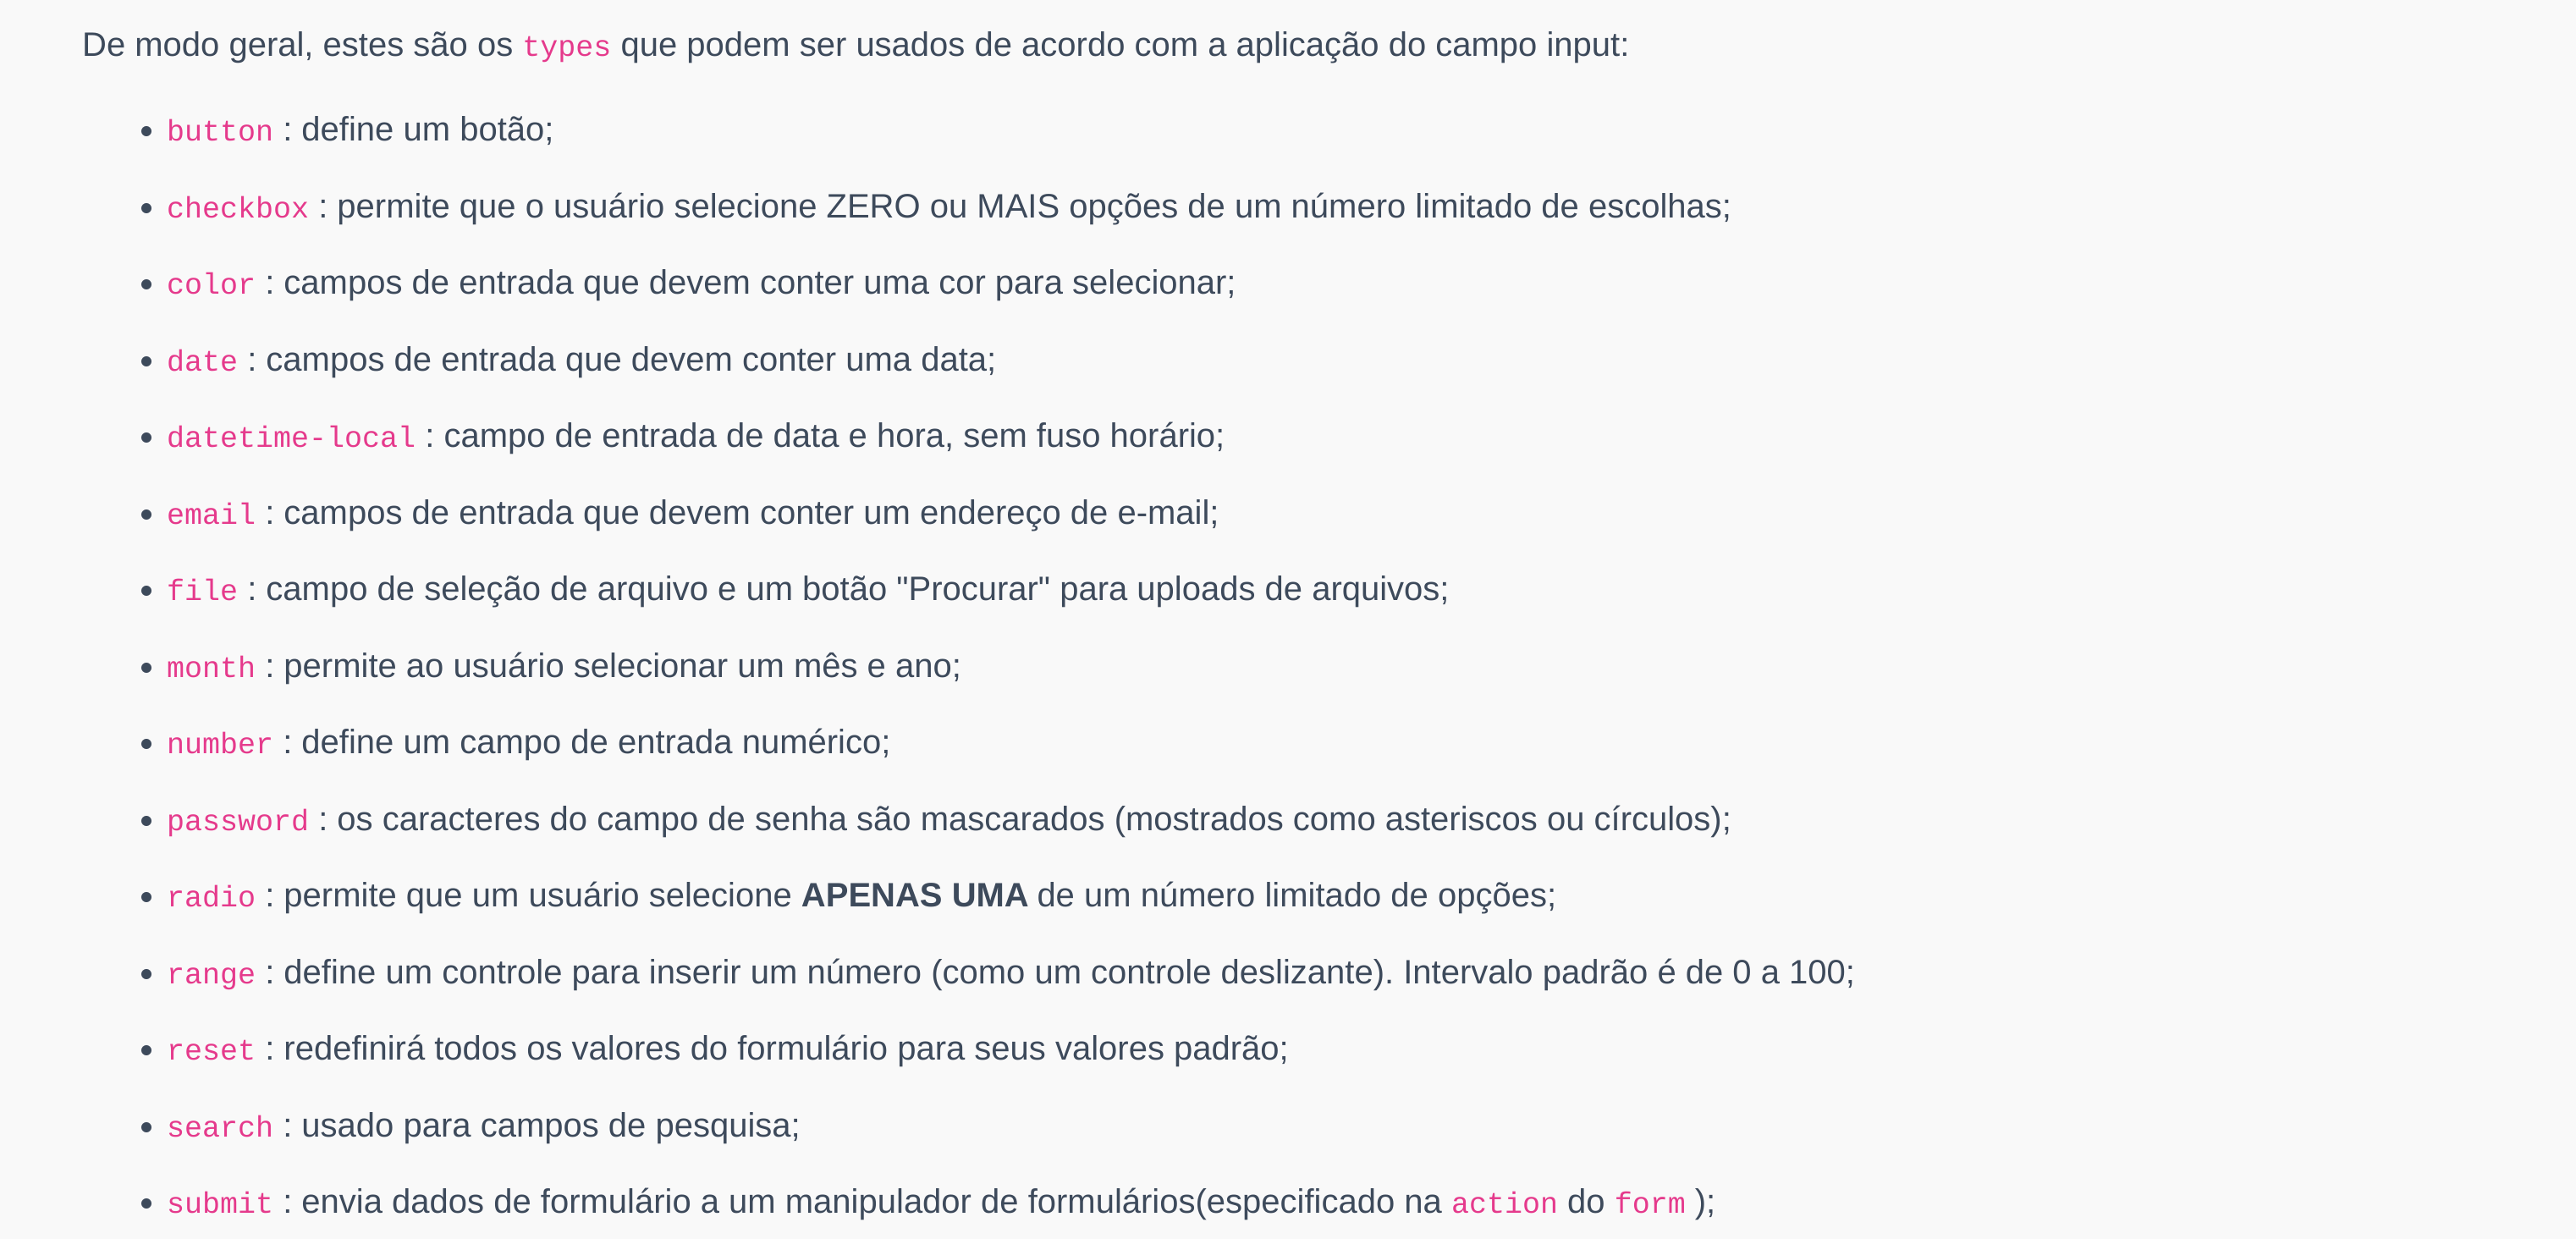 De modo geral, estes são os types que podem ser usados de acordo com a aplicação do campo input:
• button : define um botão;
• checkbox : permite que o usuário selecione ZERO ou MAIS opções de um número limitado de escolhas;
• color : campos de entrada que devem conter uma cor para selecionar;
• date : campos de entrada que devem conter uma data;
• datetime-local : campo de entrada de data e hora, sem fuso horário;
• email : campos de entrada que devem conter um endereço de e-mail;
• file : campo de seleção de arquivo e um botão "Procurar" para uploads de arquivos;
• month : permite ao usuário selecionar um mês e ano;
• number : define um campo de entrada numérico;
• password : os caracteres do campo de senha são mascarados (mostrados como asteriscos ou círculos);
• radio : permite que um usuário selecione APENAS UMA de um número limitado de opções;
• range : define um controle para inserir um número (como um controle deslizante). Intervalo padrão é de 0 a 100;
• reset : redefinirá todos os valores do formulário para seus valores padrão;
• search : usado para campos de pesquisa;
• submit : envia dados de formulário a um manipulador de formulários(especificado na action do form );